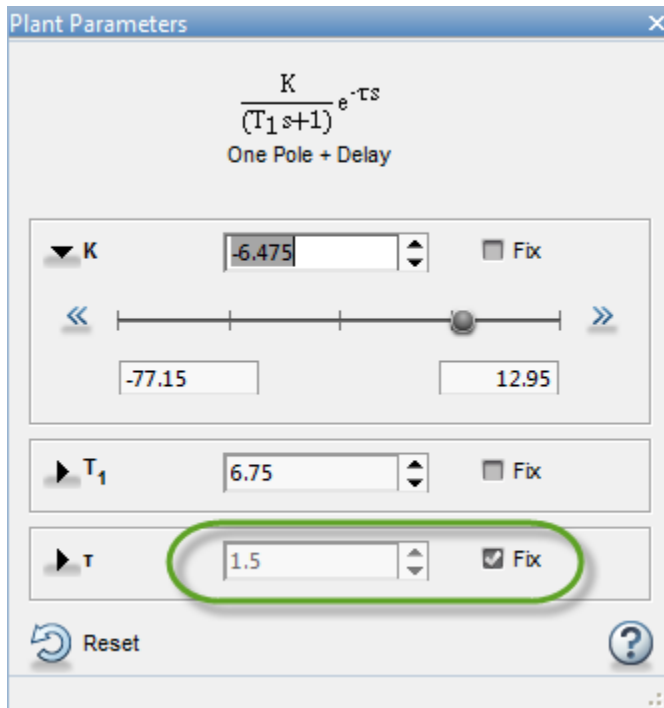 Plant Parameters
K
(T1s+1)
e-τs
One Pole + Delay
K
-6.475
Fix
-77.15
12.95
T1
6.75
Fix
τ
1.5
Fix
Reset
?